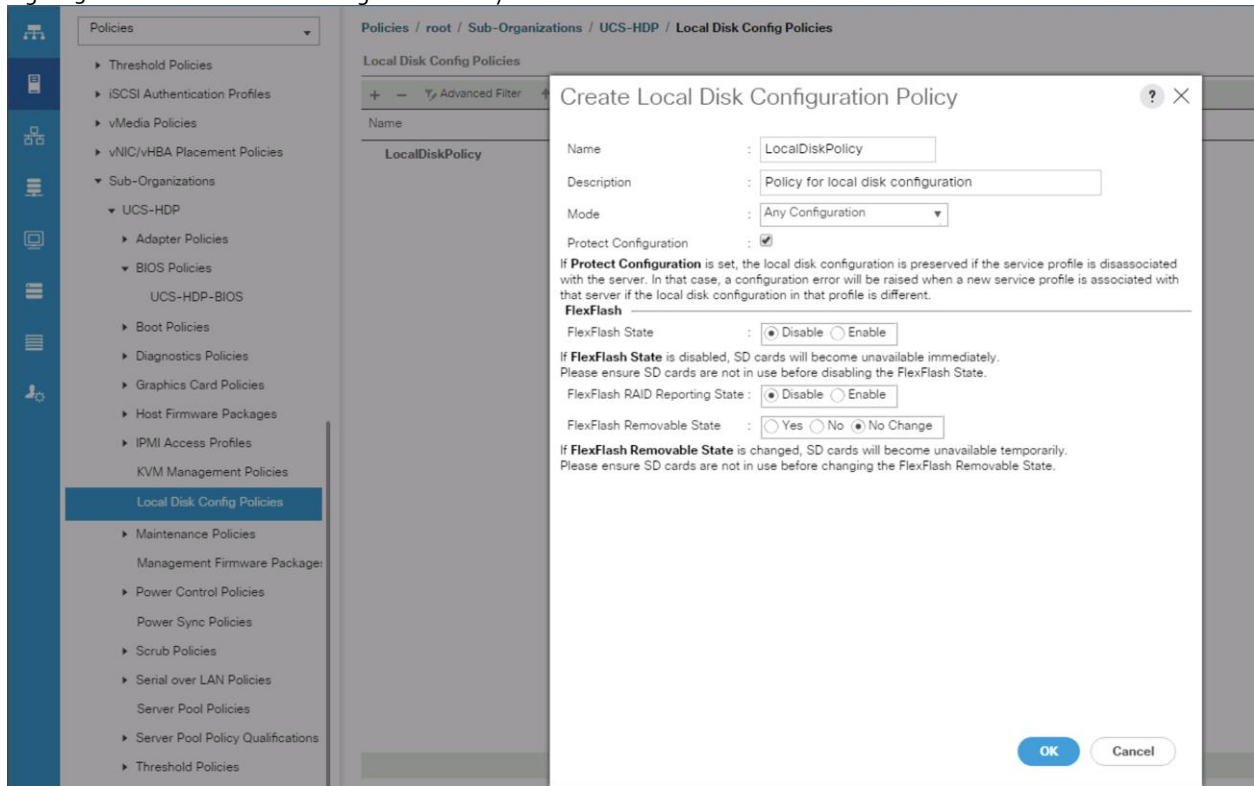 Policies
Threshold Policies
iSCSI Authentication Profiles
vMedia Policies
vNIC/vHBA Placement Policies
Sub-Organizations
UCS-HDP
Adapter Policies
BIOS Policies
UCS-HDP-BIOS
Boot Policies
Diagnostics Policies
Graphics Card Policies
Host Firmware Packages
IPMI Access Profiles
KVM Management Policies
Local Disk Config Policies
Maintenance Policies
Management Firmware Package
Power Control Policies
Power Sync Policies
Scrub Policies
Serial over LAN Policies
Server Pool Policies
Server Pool Policy Qualifications
Threshold Policies
Policies / root / Sub-Organizations / UCS-HDP / Local Disk Config Policies
Local Disk Config Policies
+ − Advanced Filter
Name
LocalDiskPolicy
Create Local Disk Configuration Policy ? ×
Name : LocalDiskPolicy
Description : Policy for local disk configuration
Mode : Any Configuration
Protect Configuration :
If Protect Configuration is set, the local disk configuration is preserved if the service profile is disassociated
with the server. In that case, a configuration error will be raised when a new service profile is associated with
that server if the local disk configuration in that profile is different.
FlexFlash
FlexFlash State : Disable Enable
If FlexFlash State is disabled, SD cards will become unavailable immediately.
Please ensure SD cards are not in use before disabling the FlexFlash State.
FlexFlash RAID Reporting State : Disable Enable
FlexFlash Removable State : Yes No No Change
If FlexFlash Removable State is changed, SD cards will become unavailable temporarily.
Please ensure SD cards are not in use before changing the FlexFlash Removable State.
OK Cancel